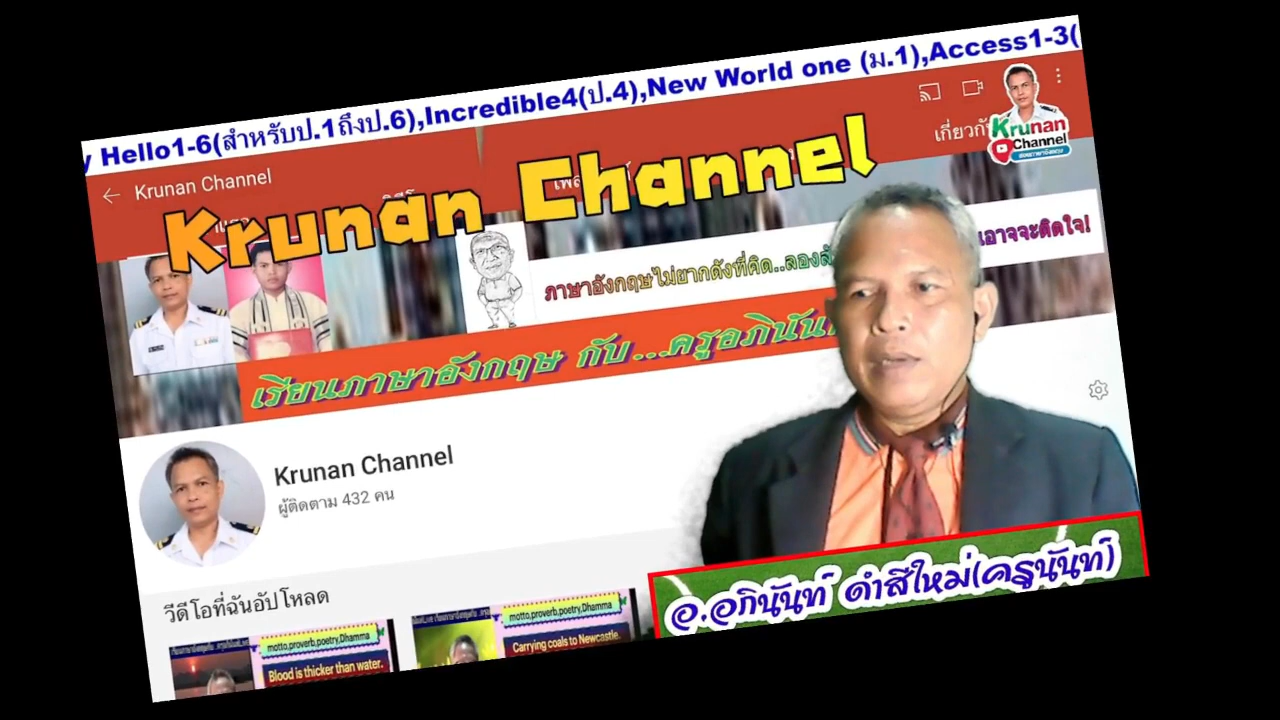 y Hello1-6(สำหรับป.1ถึงป.6),Incredible4(ป.4),New World one (ม.1),Access1-3(
Krunan Channel
เกี่ยวกั
Krunan
Channel
Krunan Channel
ภาษาอังกฤษไม่ยากดังที่คิด..ลอง
เอาจจะติดใจ!
เรียนภาษาอังกฤษ กับ...ครูอภินัน
Krunan Channel
ผู้ติดตาม 432 คน
อ.อภินันท์ ดำสีใหม่(ครูนันท์)
วีดีโอที่ฉันอัปโหลด
motto,proverb,poetry,Dhamma
Blood is thicker than water.
motto,proverb,poetry,Dhamma
Carrying coals to Newcastle.